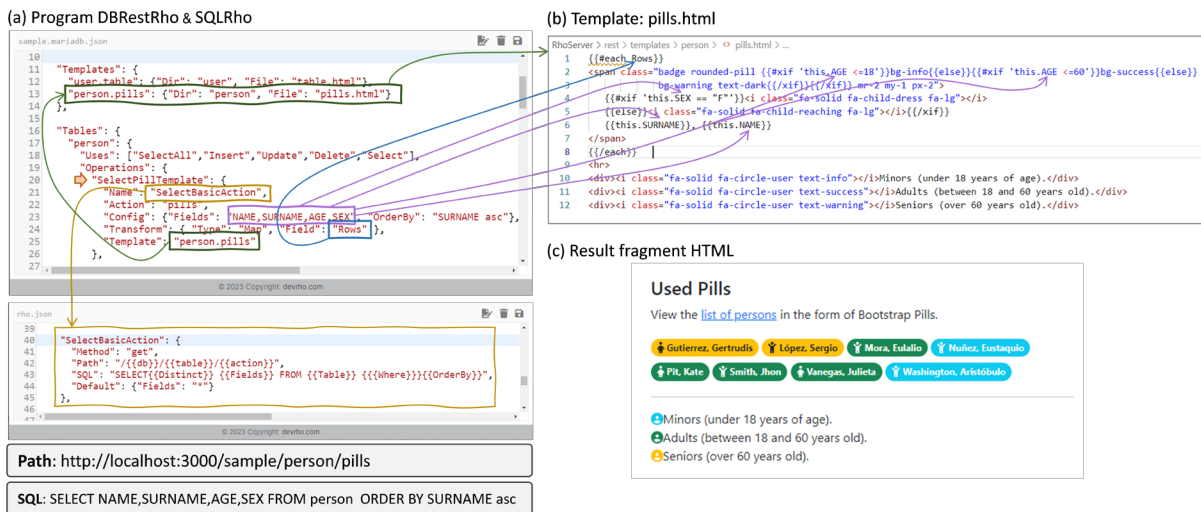 (a) Program DBRestRho & SQLRho
sample.mariadb.json
10
11 "Templates": {
12 "user.table": {"Dir": "user", "File": "table.html"},
13 "person.pills": {"Dir": "person", "File": "pills.html"}
14 },
15
16 "Tables": {
17 "person": {
18 "Uses": ["SelectAll","Insert","Update","Delete","Select"],
19 "Operations": {
20 "SelectPillTemplate": {
21 "Name": "SelectBasicAction",
22 "Action": "pills",
23 "Config": {"Fields": "NAME,SURNAME,AGE,SEX", "OrderBy": "SURNAME asc"},
24 "Transform": { "Type": "Map", "Field": "Rows" },
25 "Template": "person.pills"
26 },
27
© 2023 Copyright: devrho.com
rho.json
39
40 "SelectBasicAction": {
41 "Method": "get",
42 "Path": "/{{db}}/{{table}}/{{action}}",
43 "SQL": "SELECT{{Distinct}} {{Fields}} FROM {{Table}} {{{Where}}}{{OrderBy}}",
44 "Default": {"Fields": "*"}
45 },
46
47
© 2023 Copyright: devrho.com
Path: http://localhost:3000/sample/person/pills
SQL: SELECT NAME,SURNAME,AGE,SEX FROM person ORDER BY SURNAME asc
(b) Template: pills.html
RhoServer > rest > templates > person > <> pills.html > ...
1 {{#each Rows}}
2 <span class="badge rounded-pill {{#xif 'this.AGE <=18'}}bg-info{{else}}{{#xif 'this.AGE <=60'}}bg-success{{else}}
3 bg-warning text-dark{{/xif}}{{/xif}} mr-2 my-1 px-2">
4 {{#xif 'this.SEX == "F"'}}<i class="fa-solid fa-child-dress fa-lg"></i>
5 {{else}}<i class="fa-solid fa-child-reaching fa-lg"></i>{{/xif}}
6 {{this.SURNAME}}, {{this.NAME}}
7 </span>
8 {{/each}}
9 <hr>
10 <div><i class="fa-solid fa-circle-user text-info"></i>Minors (under 18 years of age).</div>
11 <div><i class="fa-solid fa-circle-user text-success"></i>Adults (between 18 and 60 years old).</div>
12 <div><i class="fa-solid fa-circle-user text-warning"></i>Seniors (over 60 years old).</div>
(c) Result fragment HTML
Used Pills
View the list of persons in the form of Bootstrap Pills.
Gutierrez, Gertrudis López, Sergio Mora, Eulalio Nuñez, Eustaquio
Pit, Kate Smith, Jhon Vanegas, Julieta Washington, Aristóbulo
Minors (under 18 years of age).
Adults (between 18 and 60 years old).
Seniors (over 60 years old).